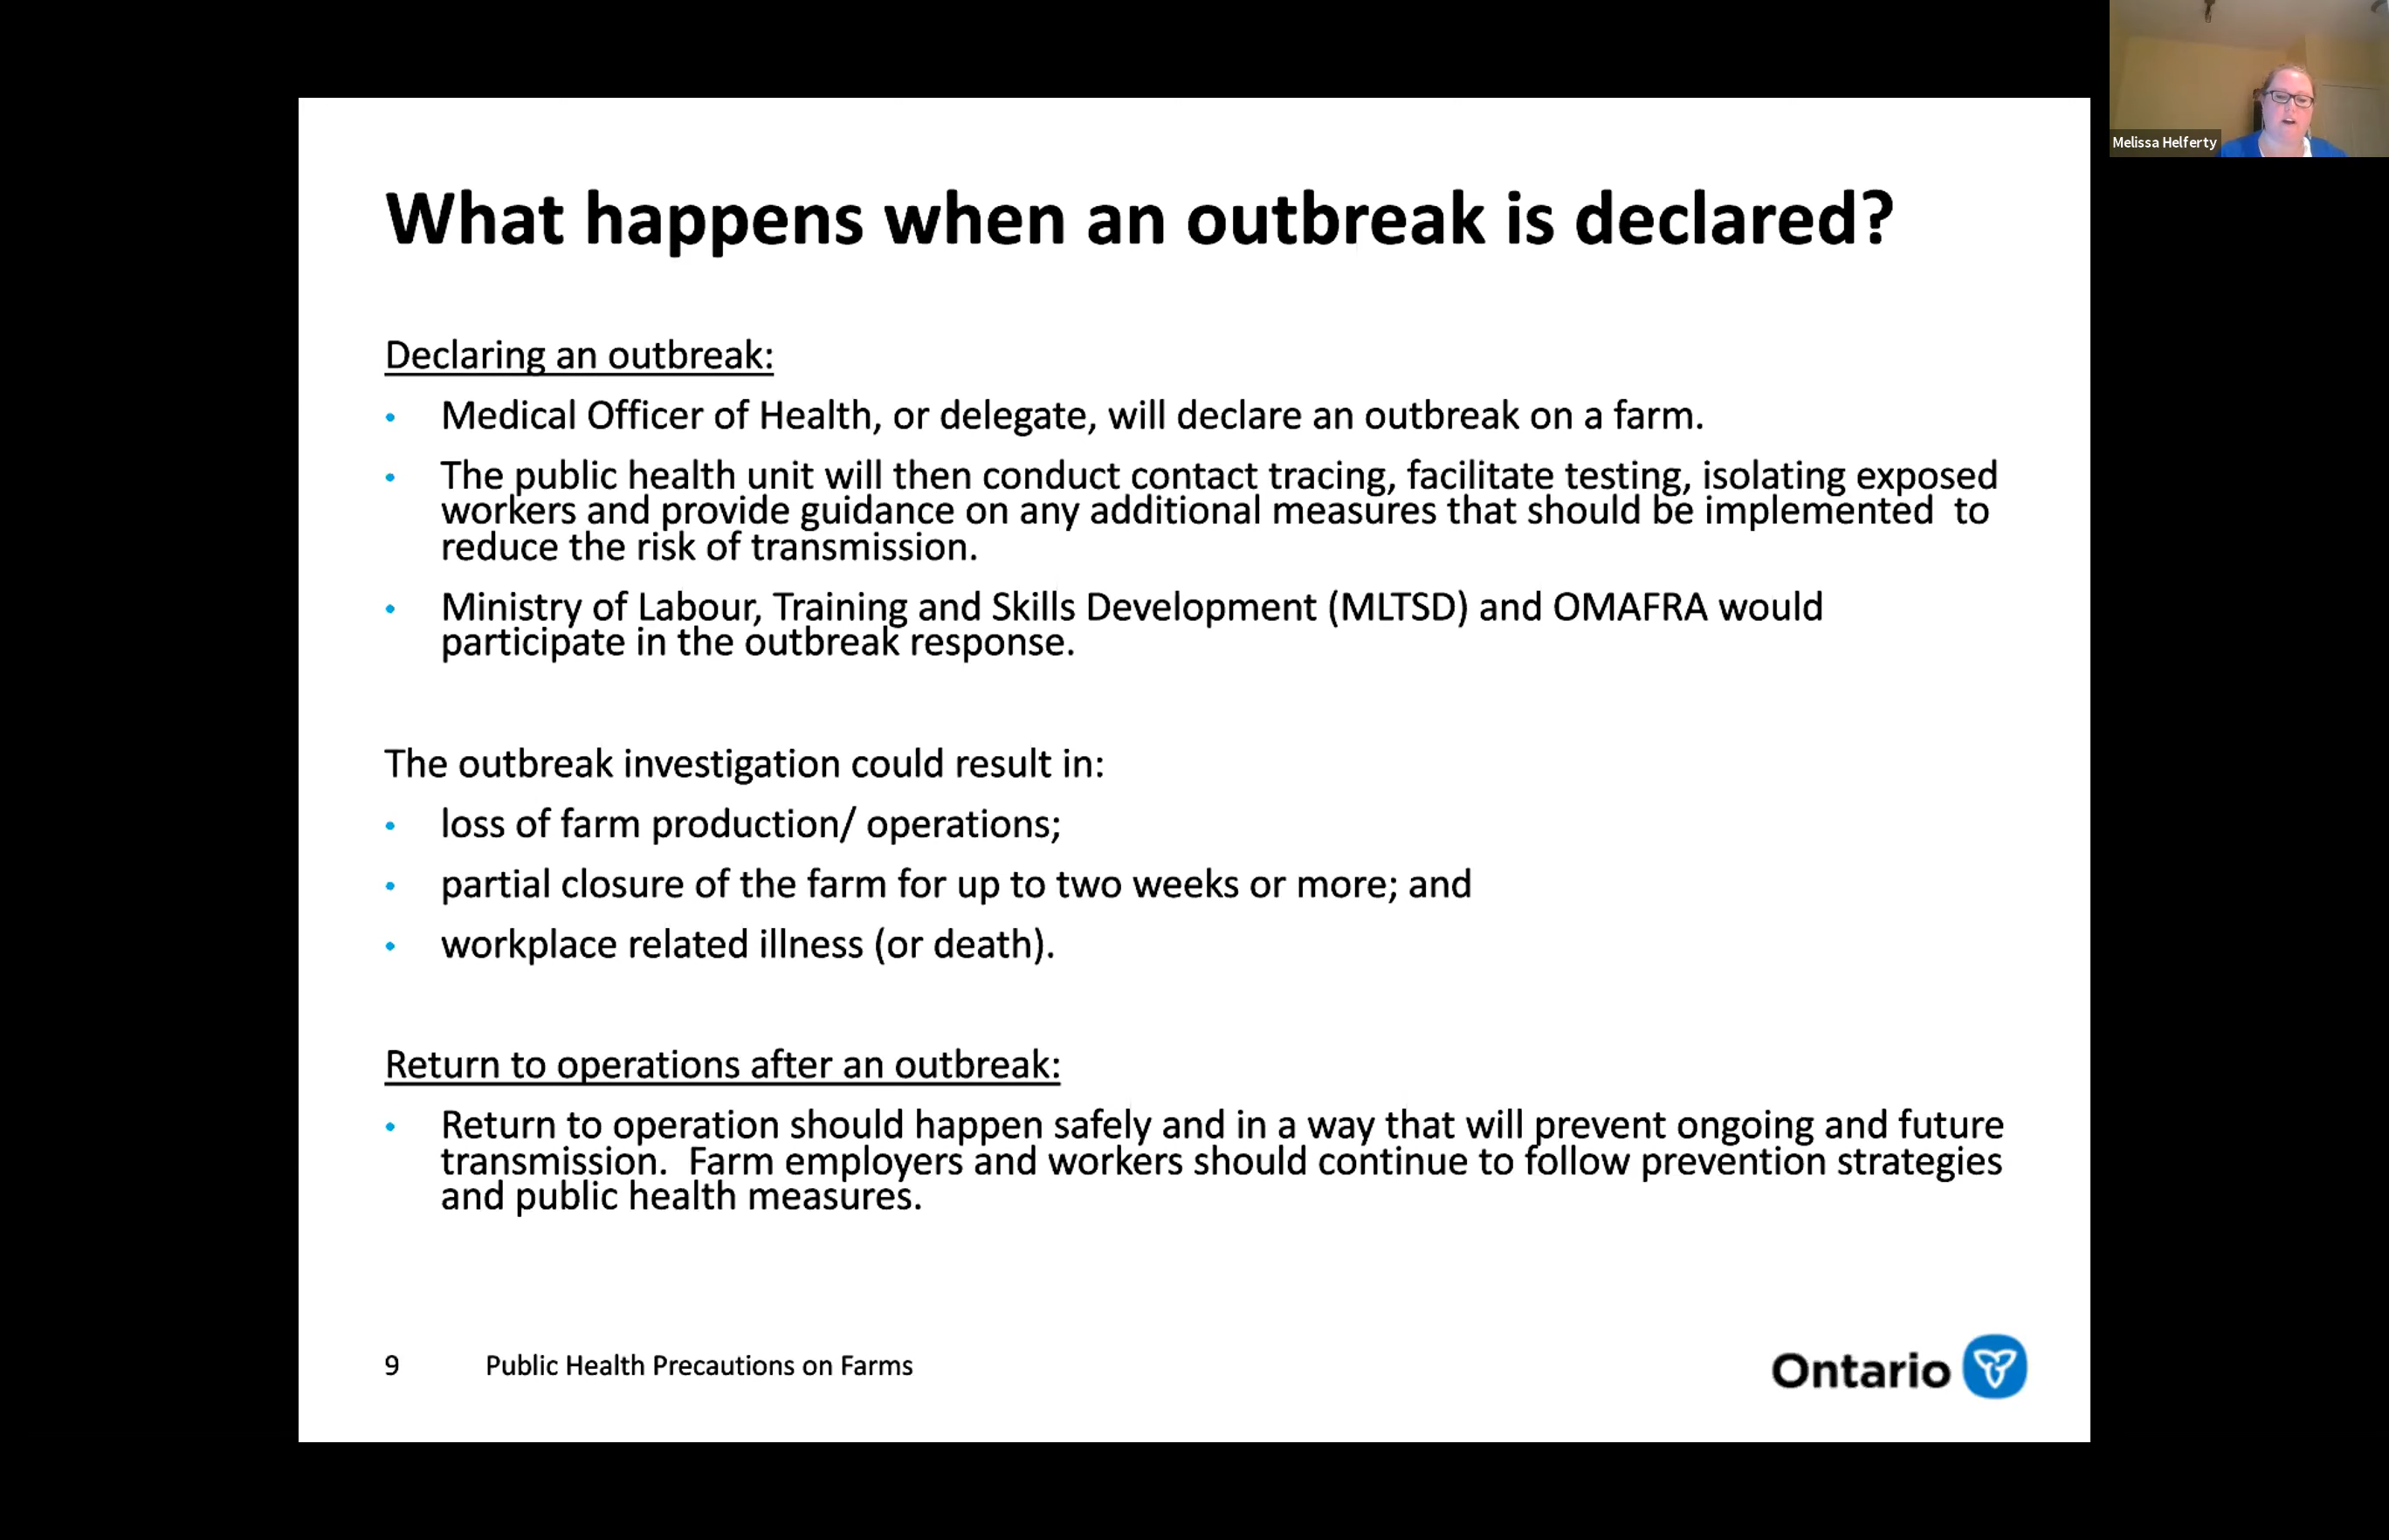 Melissa Helferty
What happens when an outbreak is declared?
Declaring an outbreak:
• Medical Officer of Health, or delegate, will declare an outbreak on a farm.
• The public health unit will then conduct contact tracing, facilitate testing, isolating exposed
workers and provide guidance on any additional measures that should be implemented  to
reduce the risk of transmission.
• Ministry of Labour, Training and Skills Development (MLTSD) and OMAFRA would
participate in the outbreak response.
The outbreak investigation could result in:
• loss of farm production/ operations;
• partial closure of the farm for up to two weeks or more; and
• workplace related illness (or death).
Return to operations after an outbreak:
• Return to operation should happen safely and in a way that will prevent ongoing and future
transmission.  Farm employers and workers should continue to follow prevention strategies
and public health measures.
9 Public Health Precautions on Farms
Ontario